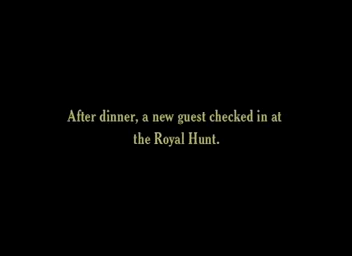 After dinner, a new guest checked in at
the Royal Hunt.